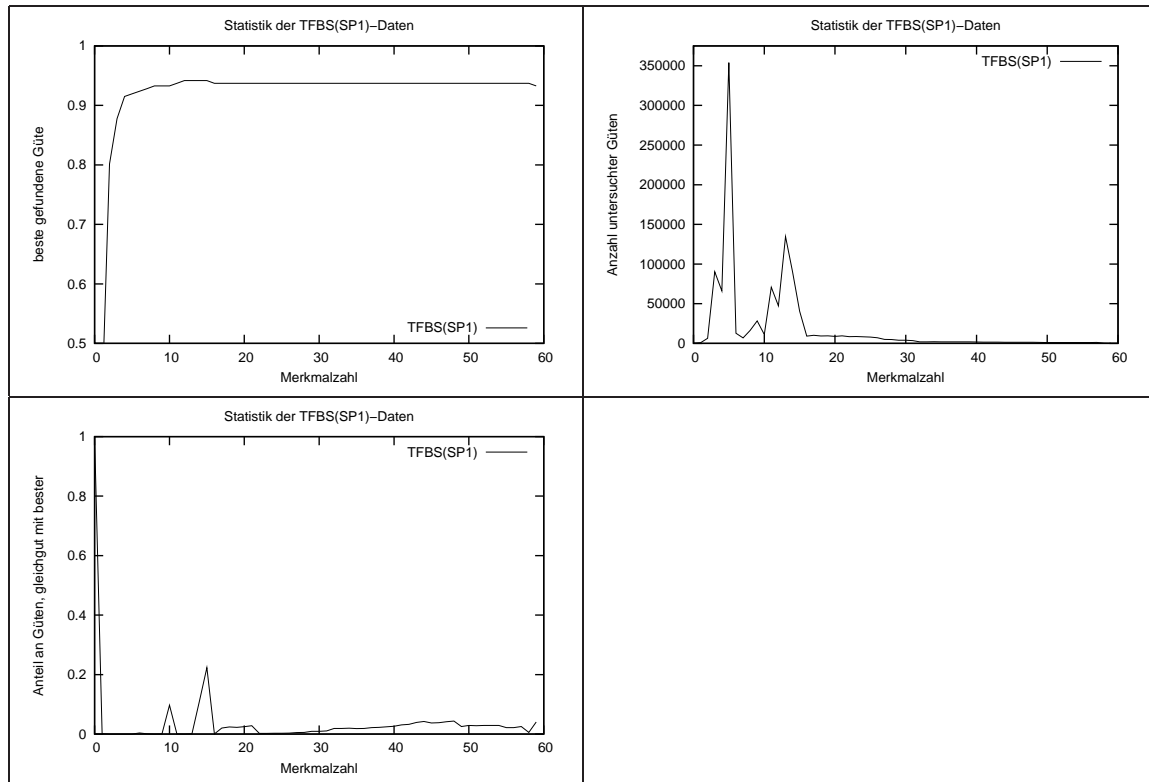 Statistik der TFBS(SP1)−Daten
beste gefundene Güte
1
0.9
0.8
0.7
0.6
0.5
TFBS(SP1)
0 10 20 30 40 50 60
Merkmalzahl
Statistik der TFBS(SP1)−Daten
Anzahl untersuchter Güten
TFBS(SP1)
350000
300000
250000
200000
150000
100000
50000
0
0 10 20 30 40 50 60
Merkmalzahl
Statistik der TFBS(SP1)−Daten
Anteil an Güten, gleichgut mit bester
1
TFBS(SP1)
0.8
0.6
0.4
0.2
0
0 10 20 30 40 50 60
Merkmalzahl